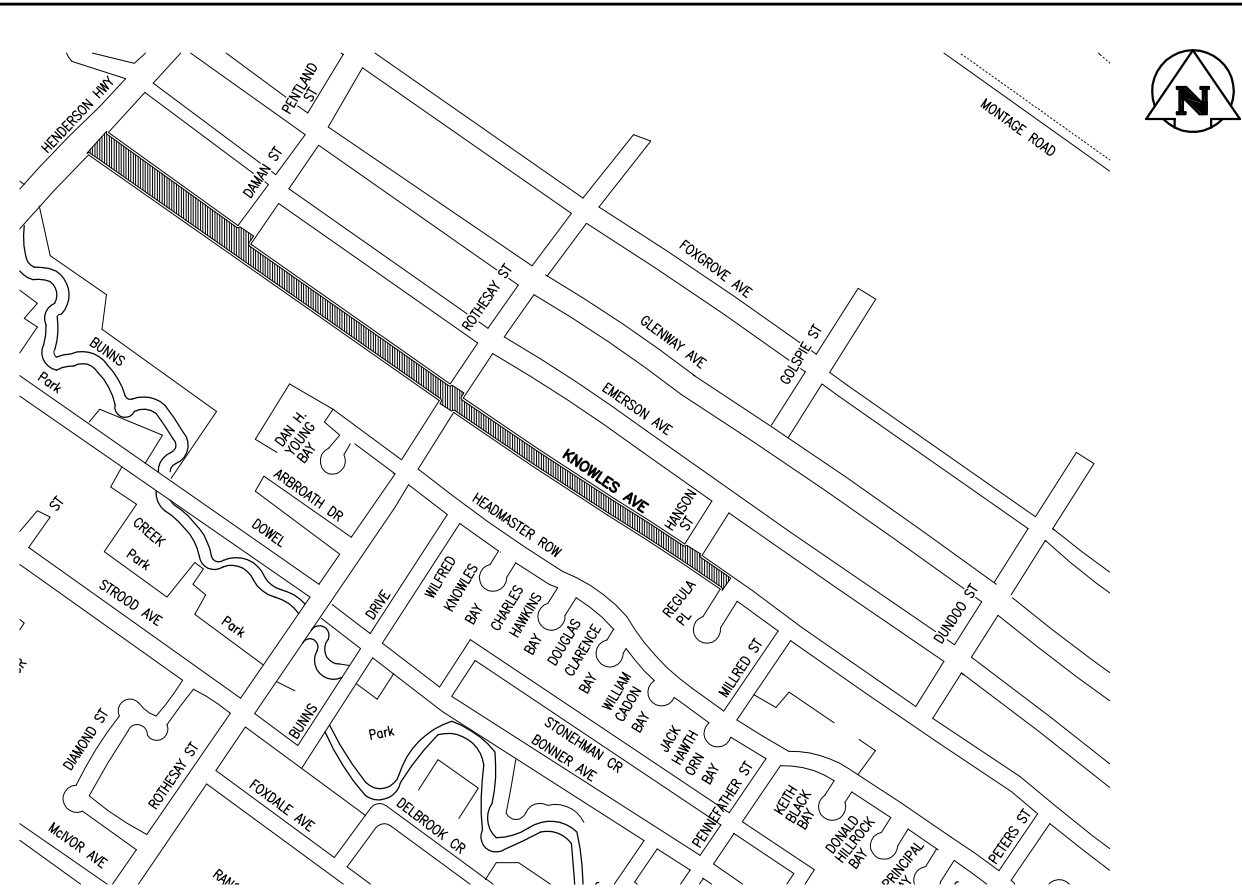 N
HENDERSON HWY
PENTLAND
ST
MONTAGE ROAD
DAMAN ST
ROTHESAY ST
FOXGROVE AVE
GLENWAY AVE
GOLSPIE ST
EMERSON AVE
BUNNS
Park
DAN H.
YOUNG
BAY
ARBROATH DR
KNOWLES AVE
HANSON
ST
HEADMASTER ROW
ST
CREEK
Park
DOWEL
DRIVE
WILFRED
KNOWLES
BAY
CHARLES
HAWKINS
BAY
DOUGLAS
CLARENCE
BAY
WILLIAM
CADON
BAY
JACK
HAWTH
ORN
BAY
REGULA
PL
MILLRED ST
DUNDOO ST
STROOD AVE
Park
BUNNS
Park
STONEHMAN CR
BONNER AVE
PENNEFATHER ST
DIAMOND ST
ROTHESAY ST
FOXDALE AVE
DELBROOK CR
McIVOR AVE
KEITH
BLACK
BAY
DONALD
HILLROCK
BAY
PRINCIPAL
PETERS ST